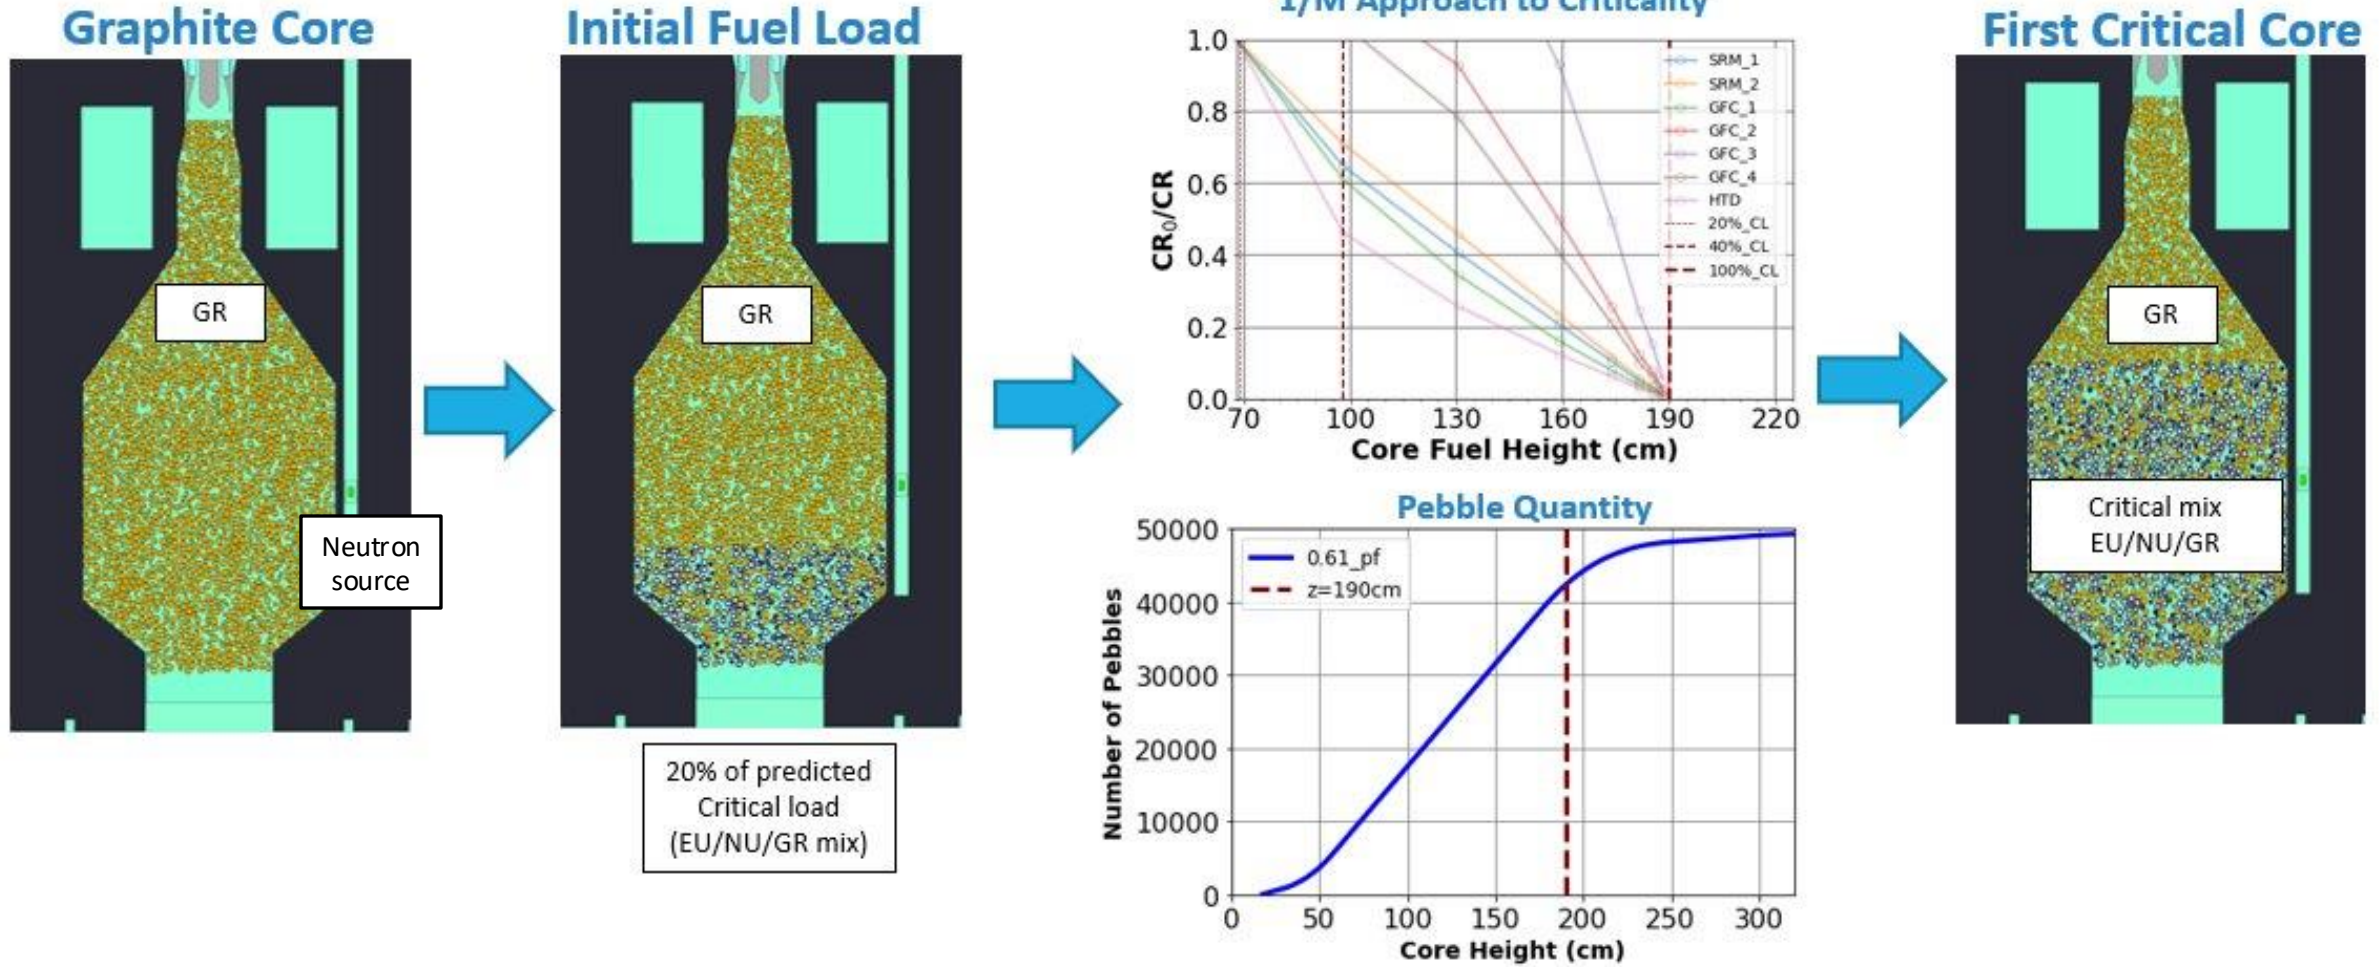 Graphite Core
GR
Neutron
source
Initial Fuel Load
GR
20% of predicted
Critical load
(EU/NU/GR mix)
1/M Approach to Criticality
CR0/CR
1.0
0.8
0.6
0.4
0.2
0.0
70 100 130 160 190 220
Core Fuel Height (cm)
SRM_1
SRM_2
GFC_1
GFC_2
GFC_3
GFC_4
HTD
20%_CL
40%_CL
100%_CL
Pebble Quantity
Number of Pebbles
50000
40000
30000
20000
10000
0
0 50 100 150 200 250 300
Core Height (cm)
0.61_pf
z=190cm
First Critical Core
GR
Critical mix
EU/NU/GR